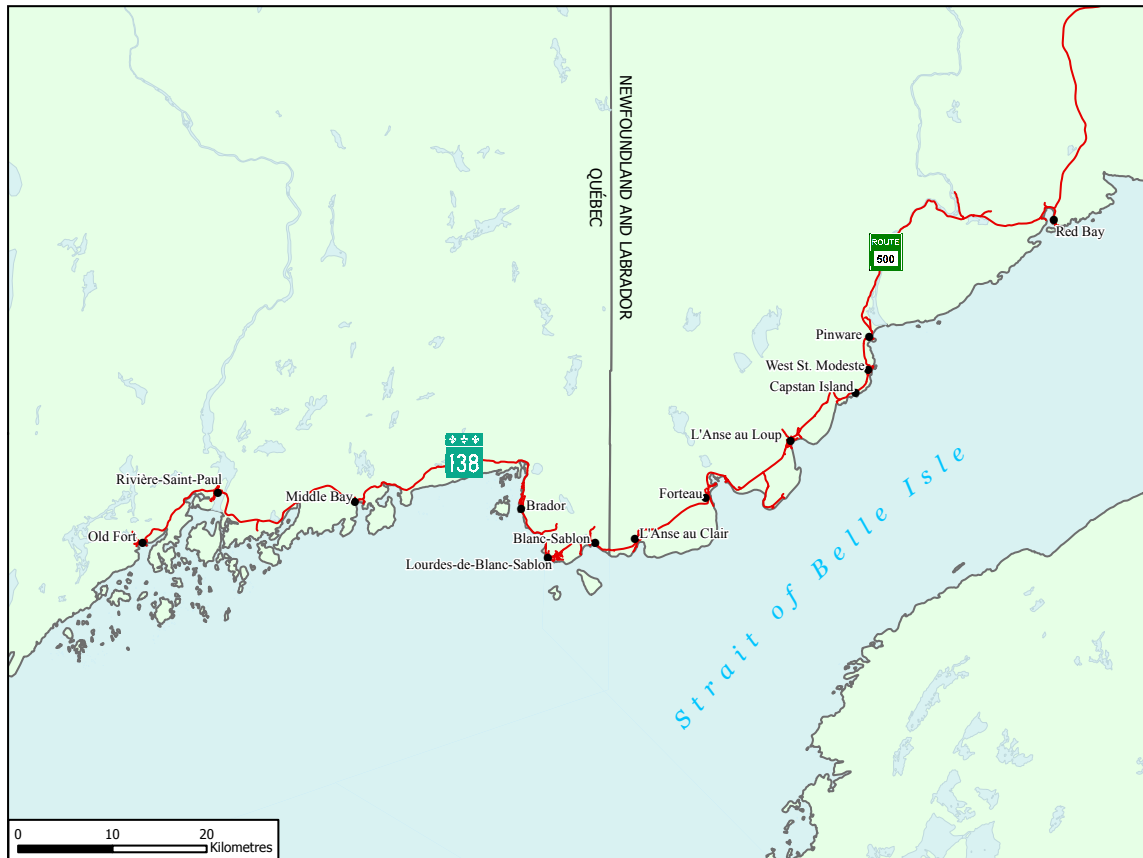 NEWFOUNDLAND AND LABRADOR
QUÉBEC
Red Bay
ROUTE
500
Pinware
West St. Modeste
Capstan Island
L'Anse au Loup
138
Rivière-Saint-Paul
Middle Bay
Forteau
Brador
Old Fort
Blanc-Sablon
L'Anse au Clair
Lourdes-de-Blanc-Sablon
Strait of Belle Isle
0 10 20
Kilometres